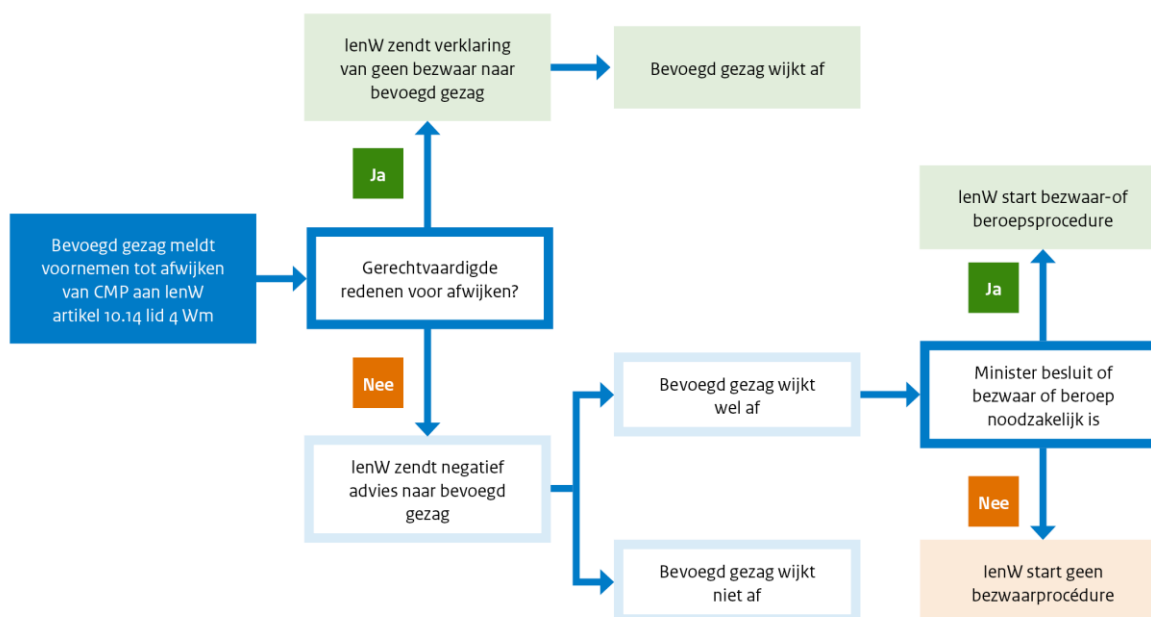 IenW zendt verklaring
van geen bezwaar naar
bevoegd gezag
Bevoegd gezag wijkt af
Ja
Bevoegd gezag meldt
voornemen tot afwijken
van CMP aan IenW
artikel 10.14 lid 4 Wm
Gerechtvaardigde
redenen voor afwijken?
Nee
IenW zendt negatief
advies naar bevoegd
gezag
Bevoegd gezag wijkt
wel af
Bevoegd gezag wijkt
niet af
IenW start bezwaar-of
beroepsprocedure
Ja
Minister besluit of
bezwaar of beroep
noodzakelijk is
Nee
IenW start geen
bezwaarprocédure